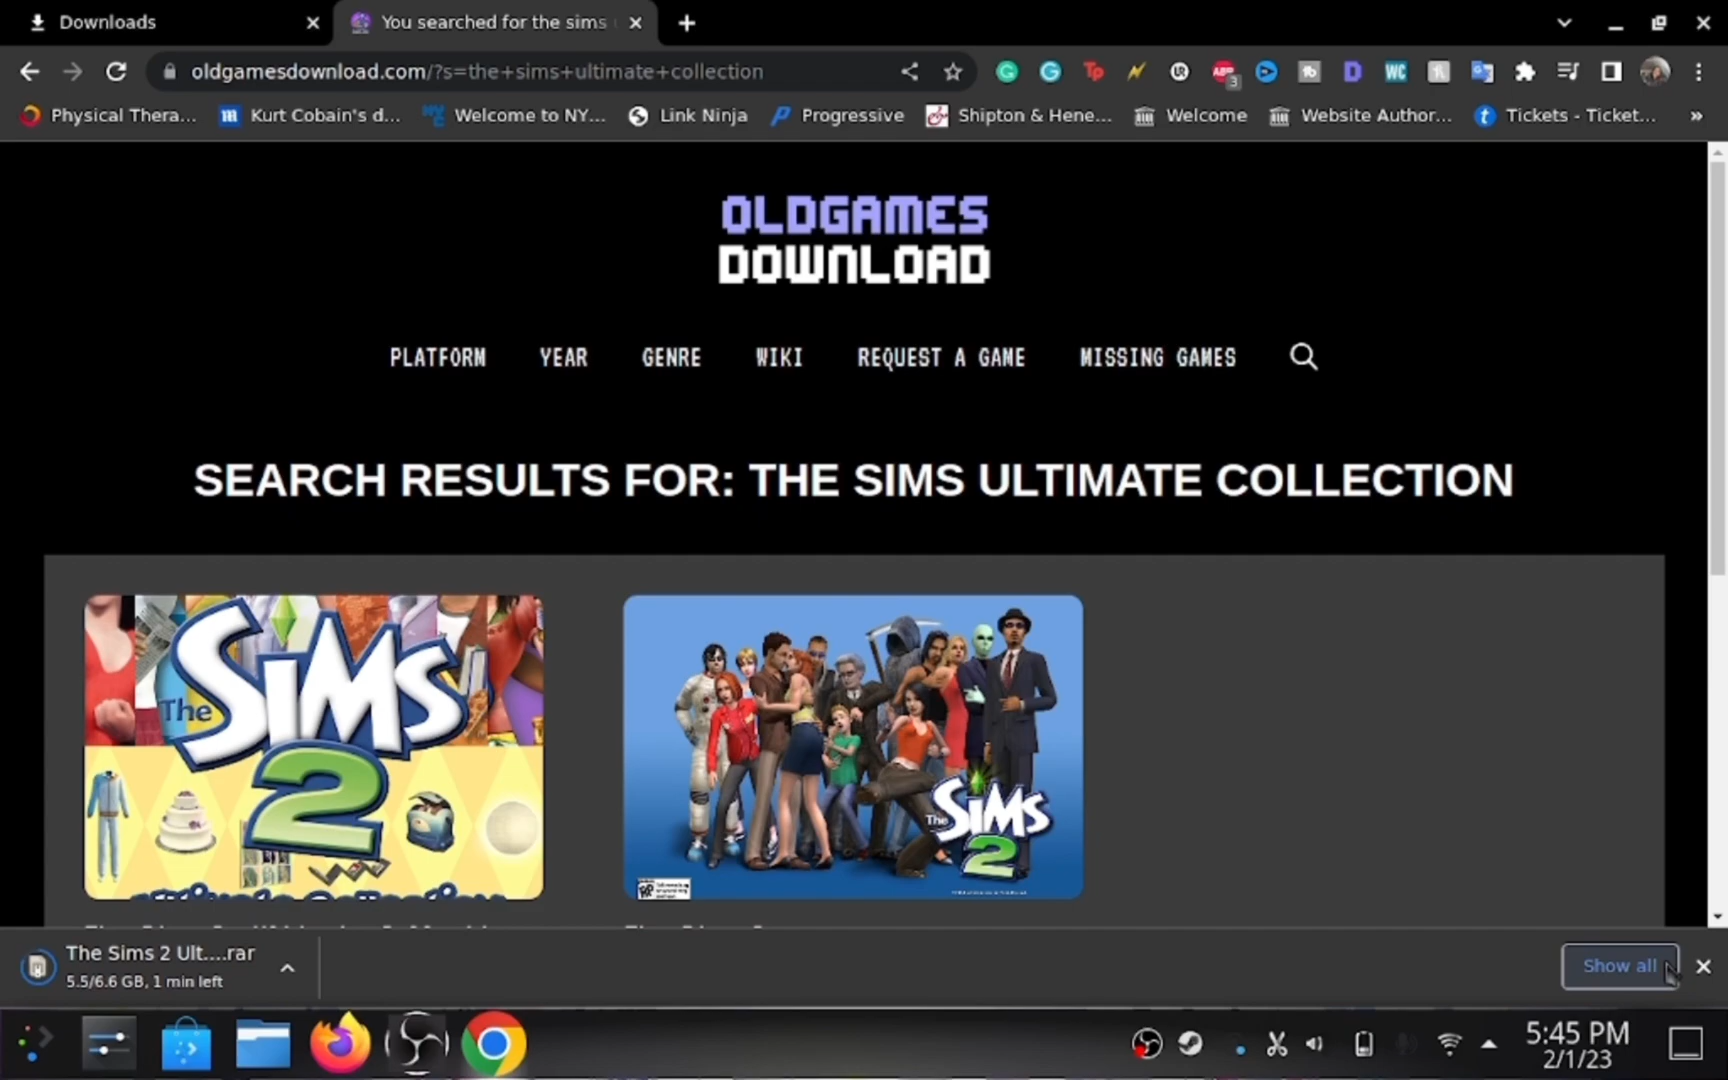 Downloads
You searched for the sims
oldgamesdownload.com/?s=the+sims+ultimate+collection
Physical Thera... Kurt Cobain's d... Welcome to NY... Link Ninja Progressive Shipton & Hene... Welcome Website Author... Tickets - Ticket... »
OLDGAMES
DOWNLOAD
PLATFORM YEAR GENRE WIKI REQUEST A GAME MISSING GAMES
SEARCH RESULTS FOR: THE SIMS ULTIMATE COLLECTION
The SIMS 2
The SIMS 2
The Sims 2 Ult....rar
5.5/6.6 GB, 1 min left
Show all
5:45 PM
2/1/23